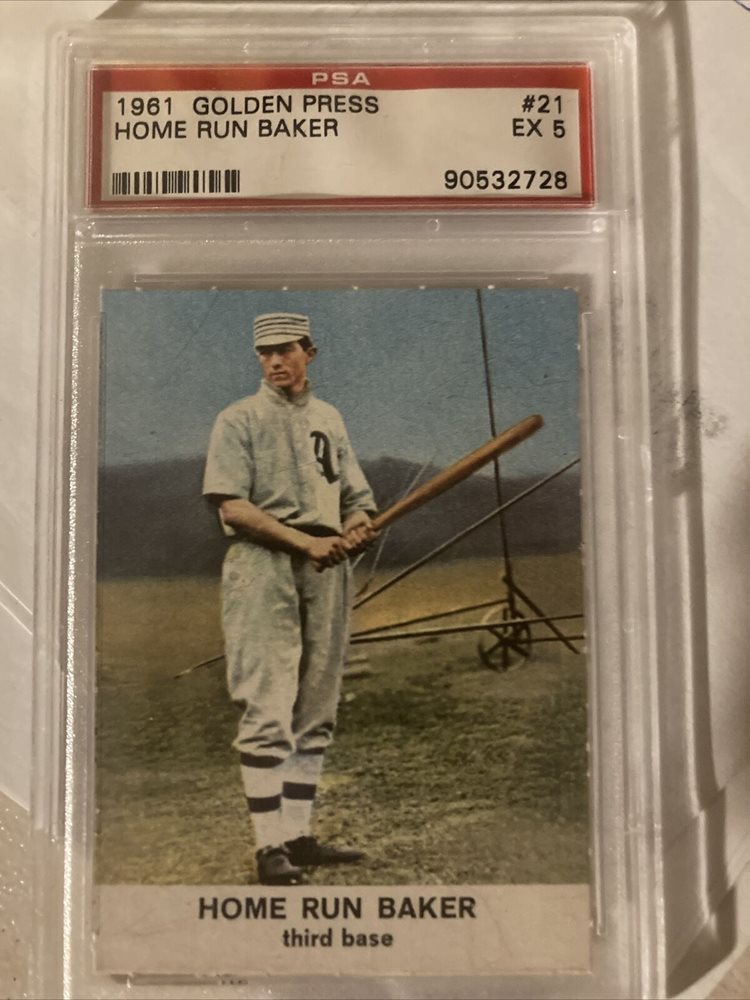 PSA
1961 GOLDEN PRESS #21
HOME RUN BAKER EX 5
90532728
A
HOME RUN BAKER
third base